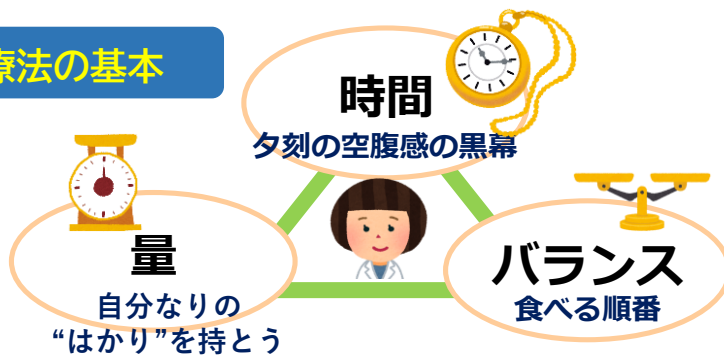 療法の基本
時間
夕刻の空腹感の黒幕
量
自分なりの
“はかり”を持とう
バランス
食べる順番